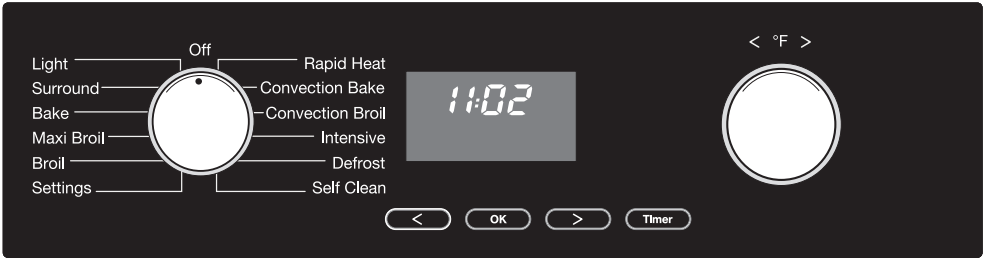 Off
Light
Surround
Bake
Maxi Broil
Broil
Settings
Rapid Heat
Convection Bake
Convection Broil
Intensive
Defrost
Self Clean
11:02
< °F >
<
OK
>
TImer